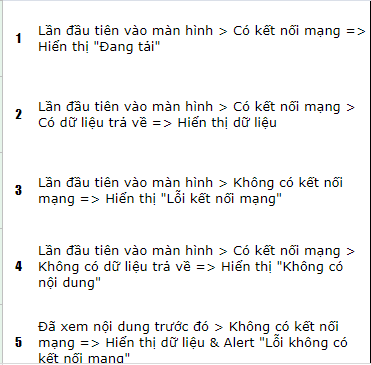 1 Lần đầu tiên vào màn hình > Có kết nối mạng =>
Hiển thị "Đang tải"
2 Lần đầu tiên vào màn hình > Có kết nối mạng >
Có dữ liệu trả về => Hiển thị dữ liệu
3 Lần đầu tiên vào màn hình > Không có kết nối
mạng => Hiển thị "Lỗi kết nối mạng"
4 Lần đầu tiên vào màn hình > Có kết nối mạng >
Không có dữ liệu trả về => Hiển thị "Không có
nội dung"
5 Đã xem nội dung trước đó > Không có kết nối
mạng => Hiển thị dữ liệu & Alert "Lỗi không có
kết nối mạng"